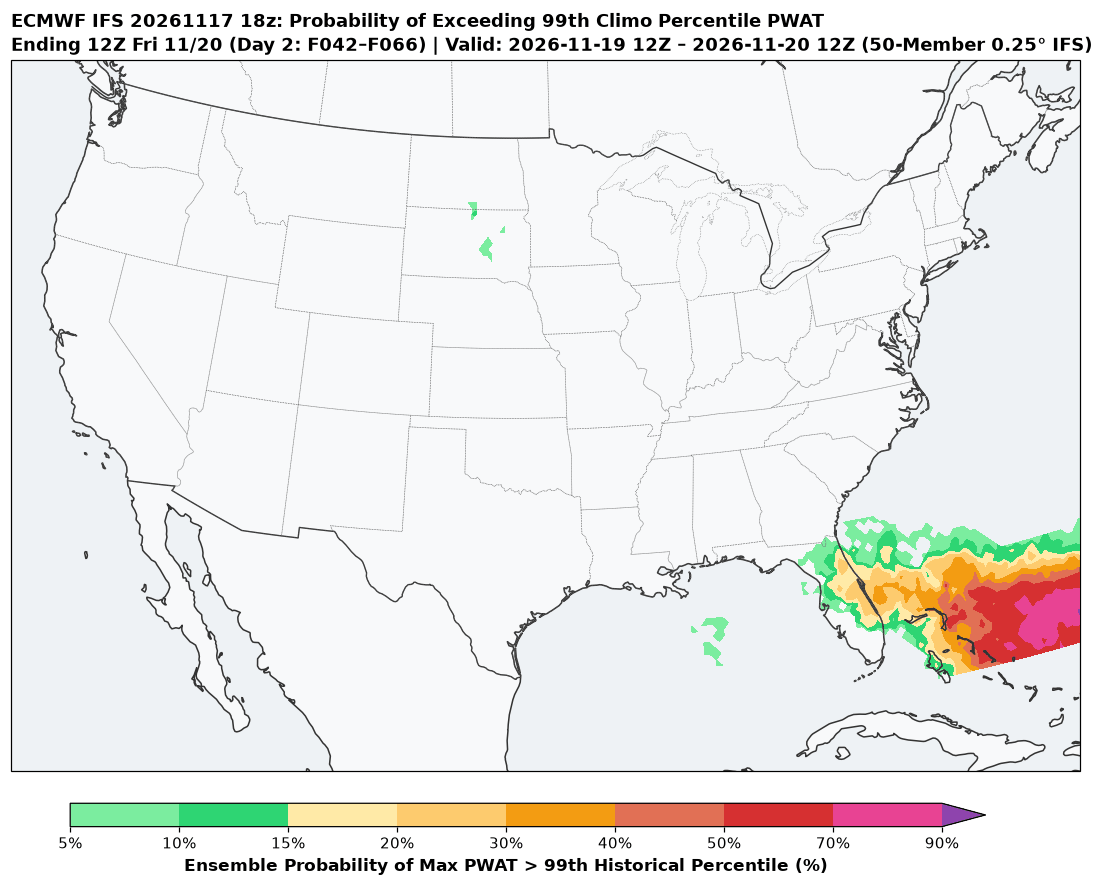 ECMWF IFS 20261117 18z: Probability of Exceeding 99th Climo Percentile PWAT
Ending 12Z Fri 11/20 (Day 2: F042–F066) | Valid: 2026-11-19 12Z – 2026-11-20 12Z (50-Member 0.25° IFS)
5% 10% 15% 20% 30% 40% 50% 70% 90%
Ensemble Probability of Max PWAT > 99th Historical Percentile (%)